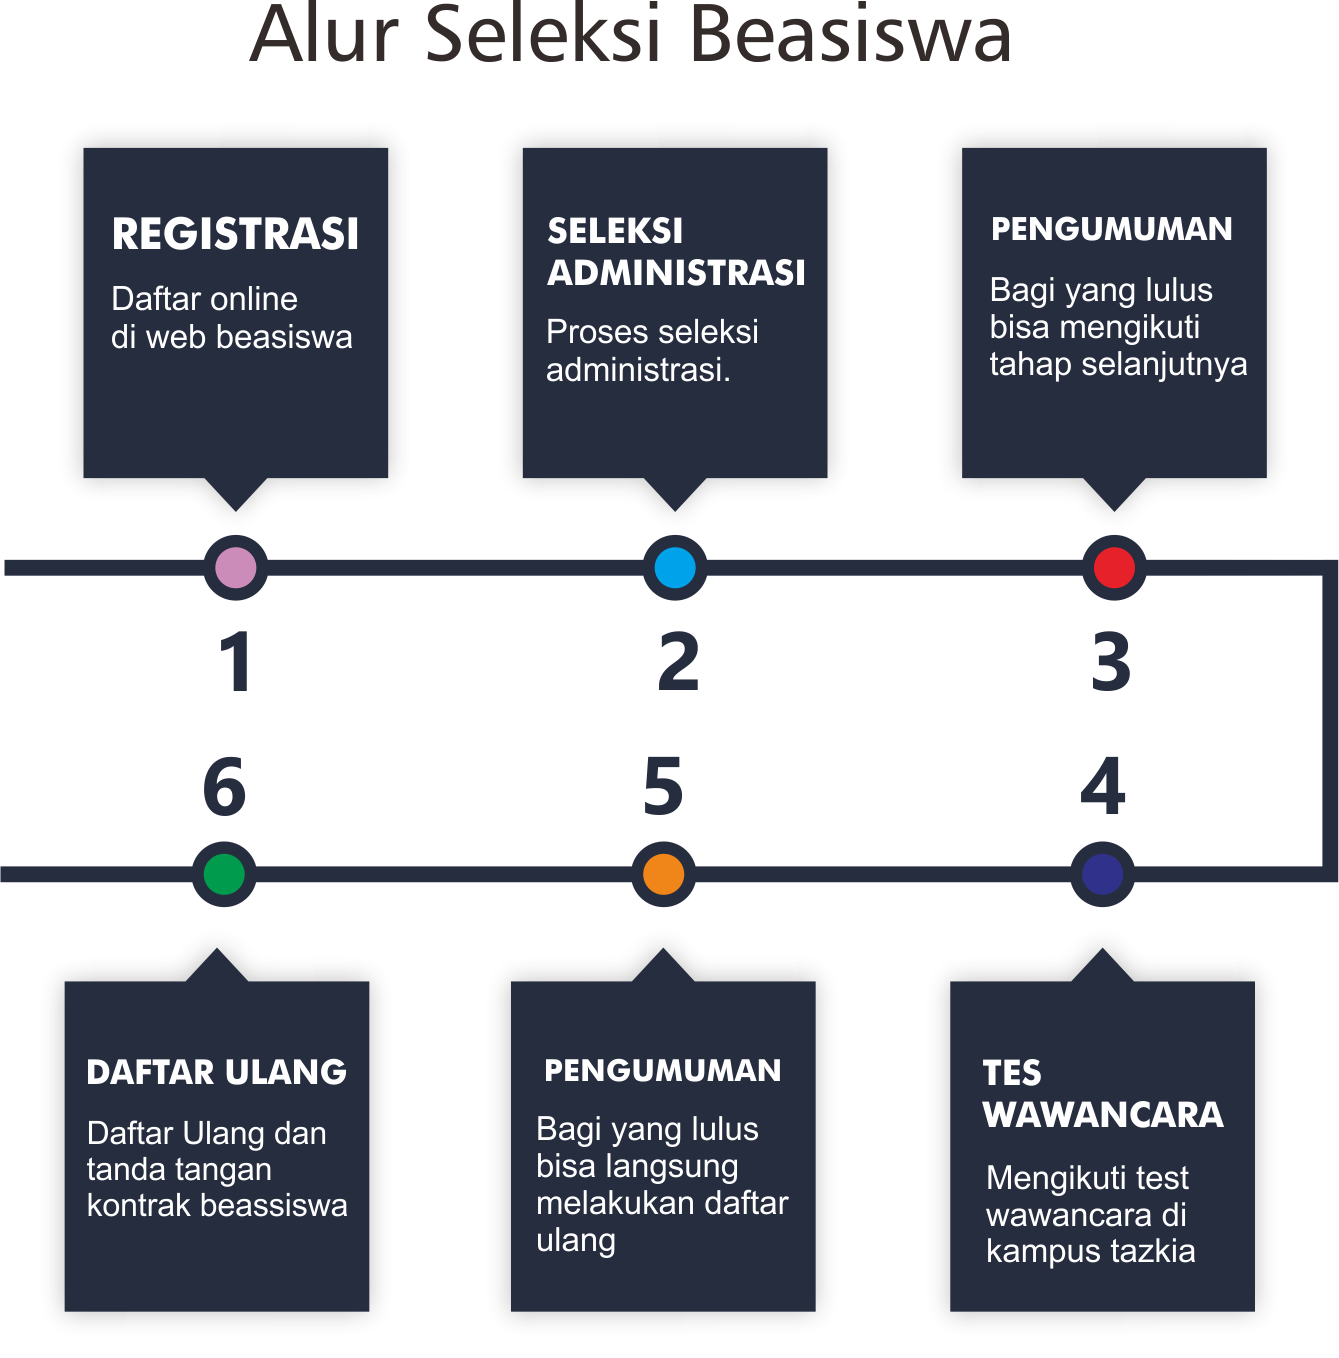 Alur Seleksi Beasiswa
REGISTRASI
Daftar online
di web beasiswa
SELEKSI
ADMINISTRASI
Proses seleksi
administrasi.
PENGUMUMAN
Bagi yang lulus
bisa mengikuti
tahap selanjutnya
1
2
3
4
5
6
TES
WAWANCARA
Mengikuti test
wawancara di
kampus tazkia
PENGUMUMAN
Bagi yang lulus
bisa langsung
melakukan daftar
ulang
DAFTAR ULANG
Daftar Ulang dan
tanda tangan
kontrak beassiswa